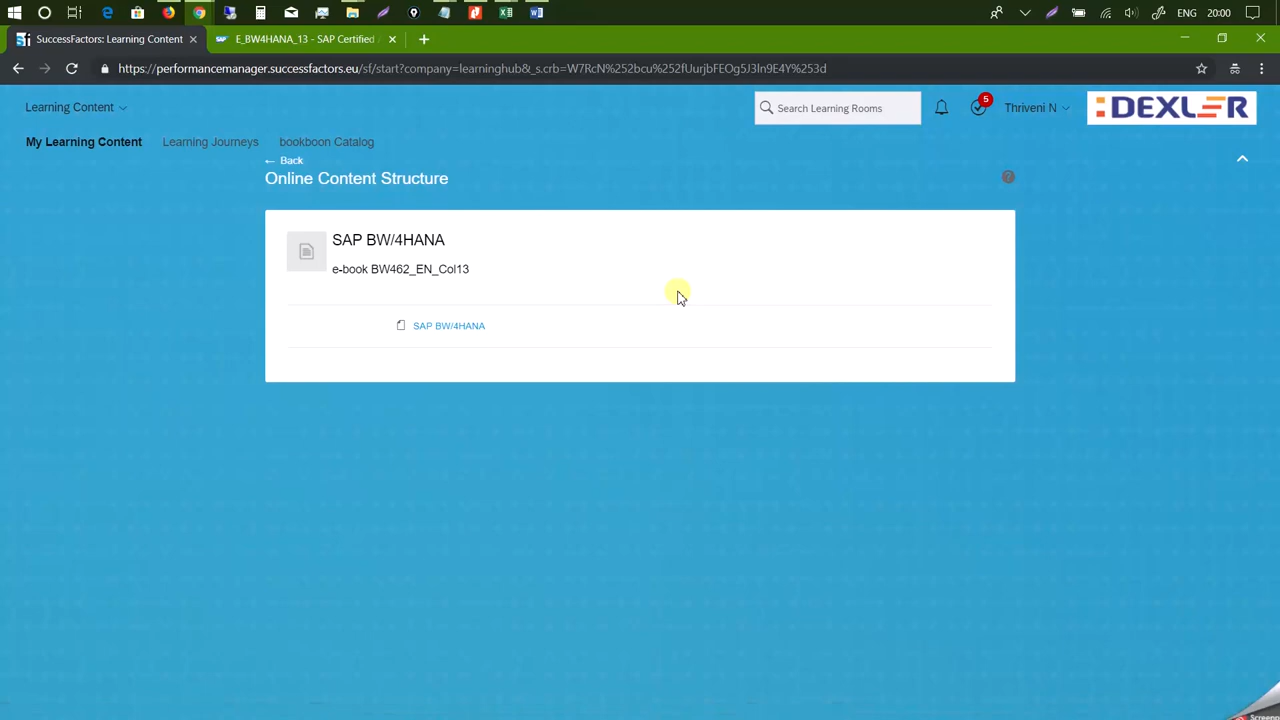 ENG 20:00
SuccessFactors: Learning Content
E_BW4HANA_13 - SAP Certified
https://performancemanager.successfactors.eu/sf/start?company=learninghub&_s.crb=W7RcN%252bcu%252fUurjbFEOg5J3In9E4Y%253d
Learning Content
Search Learning Rooms
5
Thriveni N
DEXLER
My Learning Content
Learning Journeys
bookboon Catalog
← Back
Online Content Structure
?
SAP BW/4HANA
e-book BW462_EN_Col13
SAP BW/4HANA